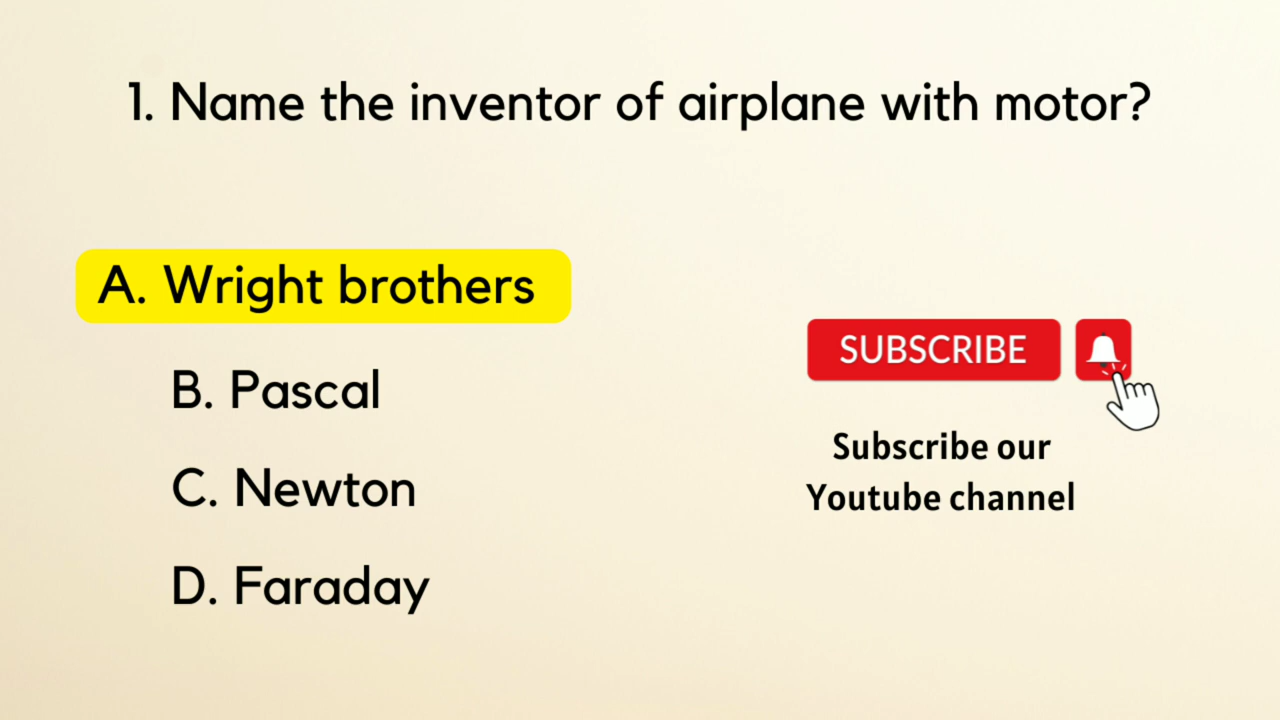 1. Name the inventor of airplane with motor?
A. Wright brothers
B. Pascal
C. Newton
D. Faraday
SUBSCRIBE
Subscribe our
Youtube channel